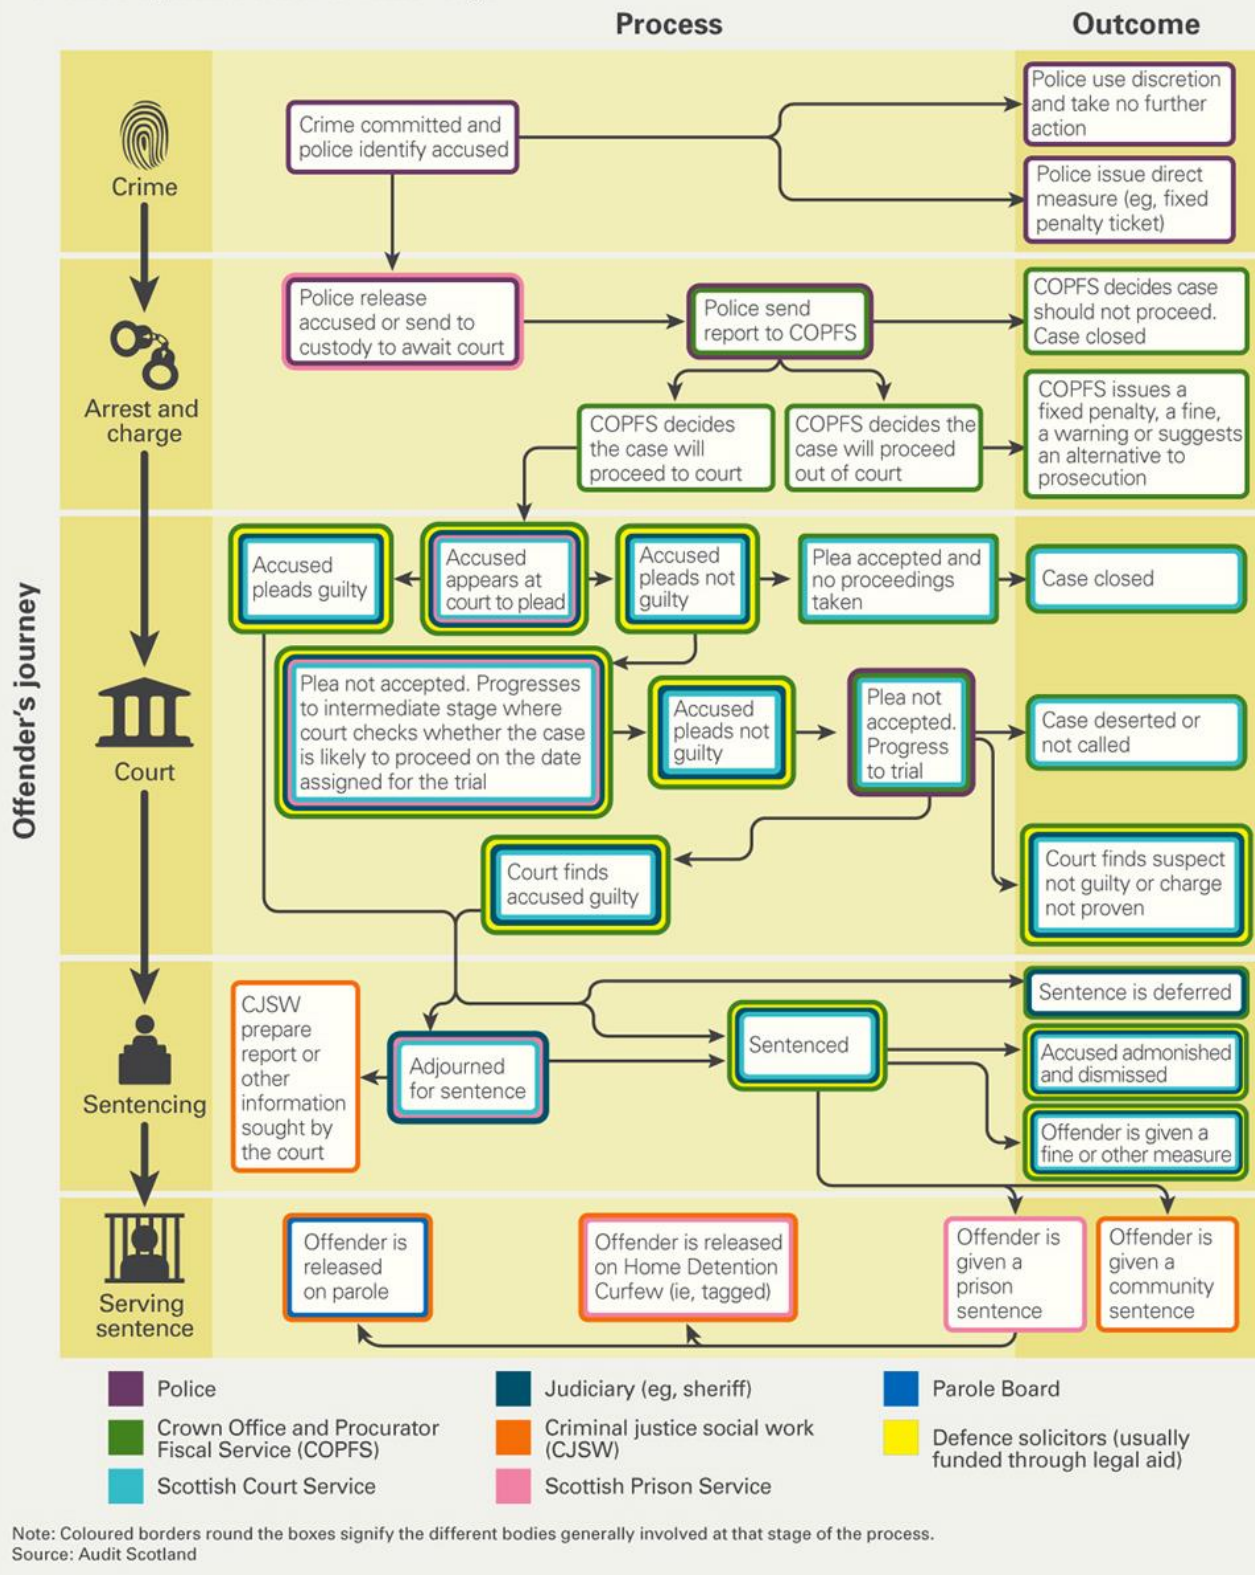 Process
Outcome
Offender's journey
Crime
Crime committed and
police identify accused
Police use discretion
and take no further
action
Police issue direct
measure (eg, fixed
penalty ticket)
Arrest and
charge
Police release
accused or send to
custody to await court
Police send
report to COPFS
COPFS decides case
should not proceed.
Case closed
COPFS decides
the case will
proceed to court
COPFS decides the
case will proceed
out of court
COPFS issues a
fixed penalty, a fine,
a warning or suggests
an alternative to
prosecution
Court
Accused
pleads guilty
Accused
appears at
court to plead
Accused
pleads not
guilty
Plea accepted and
no proceedings
taken
Case closed
Plea not accepted. Progresses
to intermediate stage where
court checks whether the case
is likely to proceed on the date
assigned for the trial
Accused
pleads not
guilty
Plea not
accepted.
Progress
to trial
Case deserted or
not called
Court finds
accused guilty
Court finds suspect
not guilty or charge
not proven
Sentencing
CJSW
prepare
report or
other
information
sought by
the court
Adjourned
for sentence
Sentenced
Sentence is deferred
Accused admonished
and dismissed
Offender is given a
fine or other measure
Serving
sentence
Offender is
released
on parole
Offender is released
on Home Detention
Curfew (ie, tagged)
Offender is
given a
prison
sentence
Offender is
given a
community
sentence
Police
Judiciary (eg, sheriff)
Parole Board
Crown Office and Procurator
Fiscal Service (COPFS)
Criminal justice social work
(CJSW)
Defence solicitors (usually
funded through legal aid)
Scottish Court Service
Scottish Prison Service
Note: Coloured borders round the boxes signify the different bodies generally involved at that stage of the process.
Source: Audit Scotland